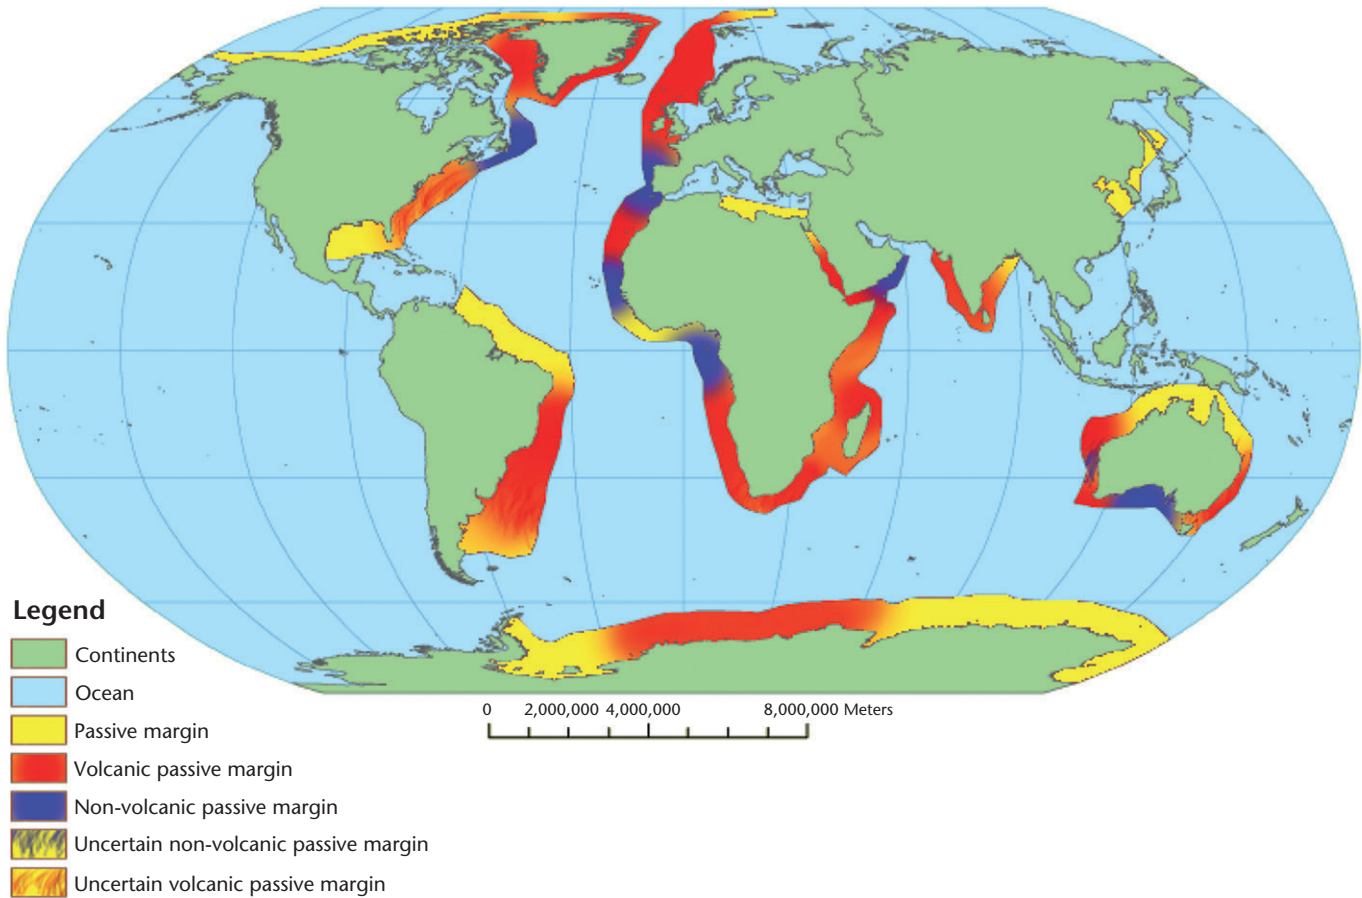 Legend
Continents
Ocean
Passive margin
Volcanic passive margin
Non-volcanic passive margin
Uncertain non-volcanic passive margin
Uncertain volcanic passive margin
0 2,000,000 4,000,000 8,000,000 Meters